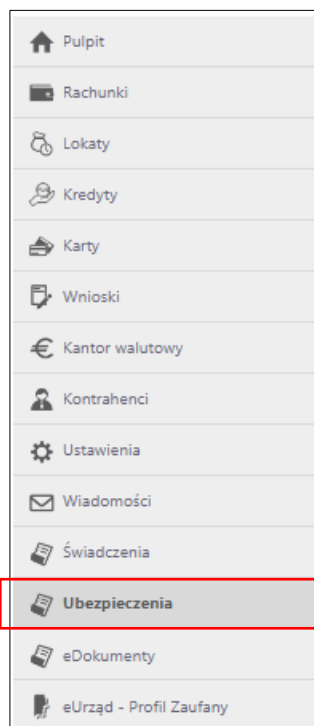 Pulpit
Rachunki
Lokaty
Kredyty
Karty
Wnioski
Kantor walutowy
Kontrahenci
Ustawienia
Wiadomości
Świadczenia
Ubezpieczenia
eDokumenty
eUrząd - Profil Zaufany